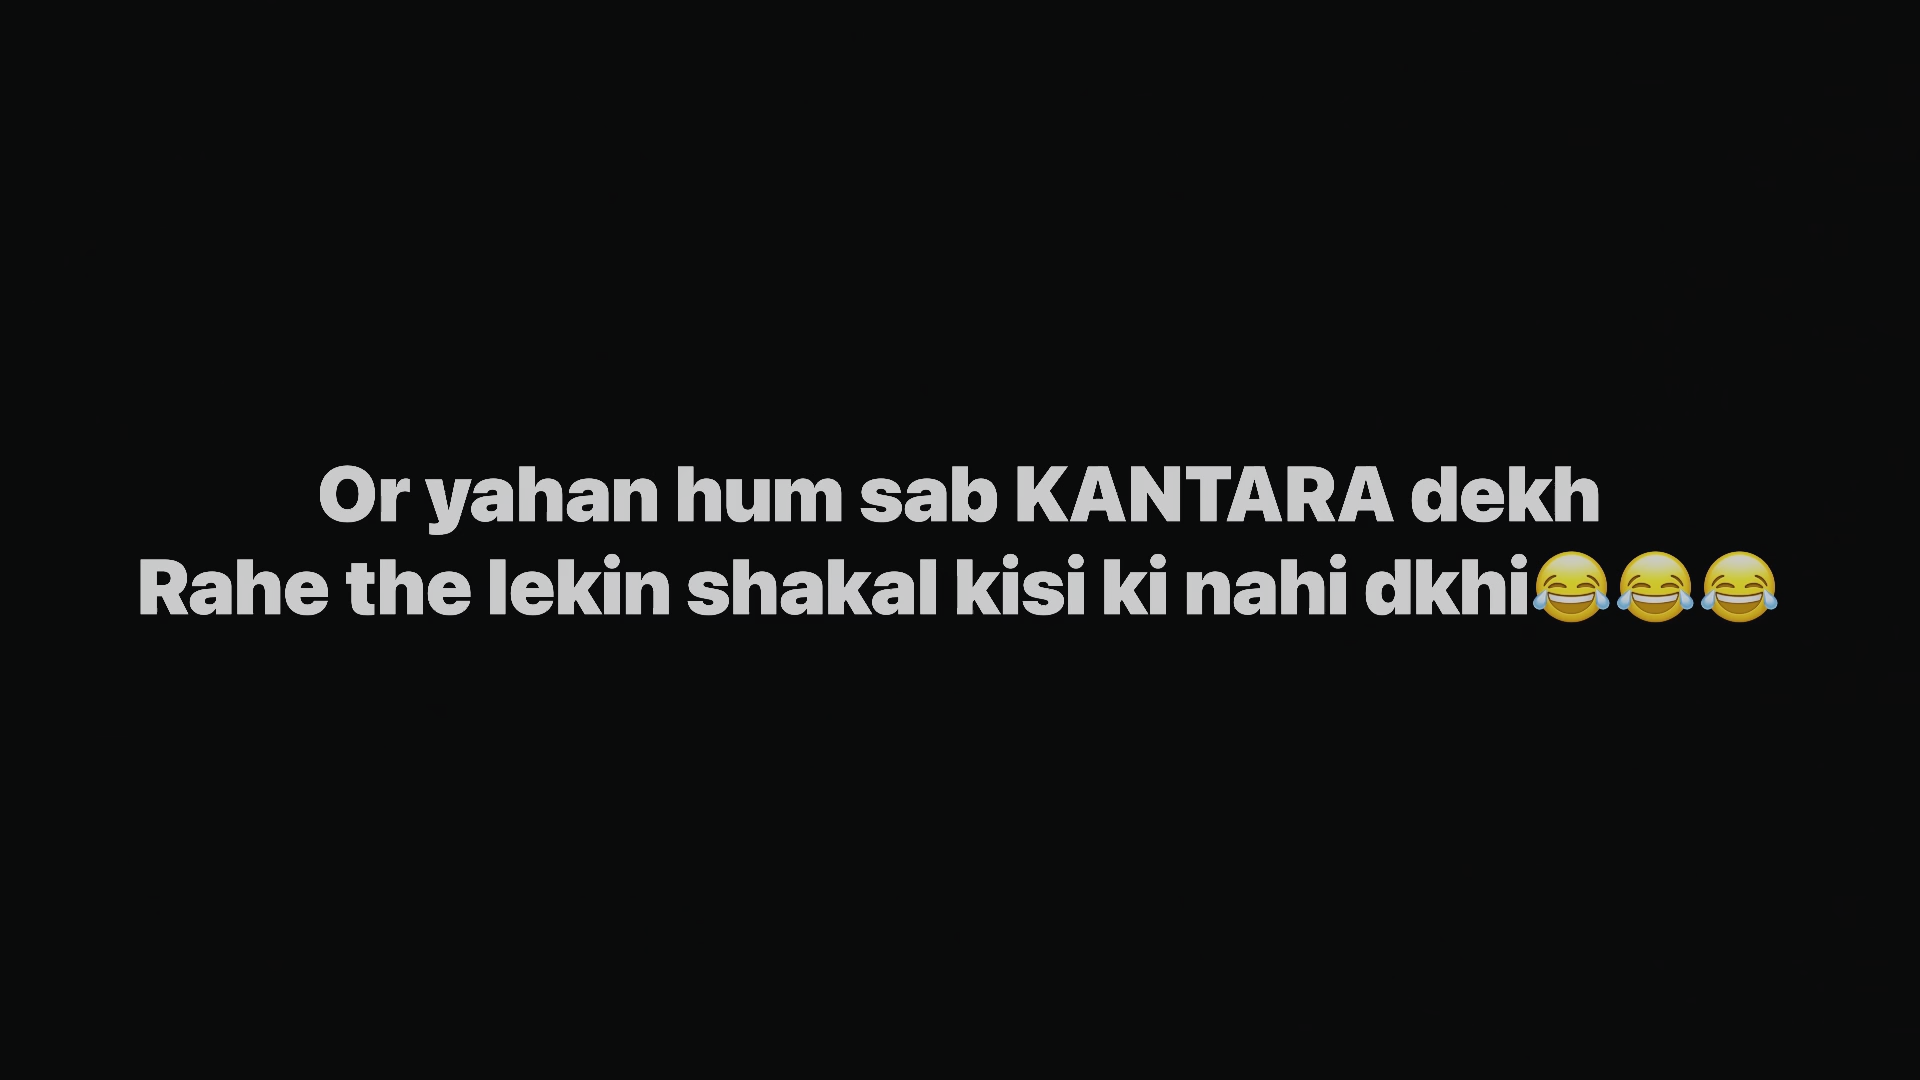 Or yahan hum sab KANTARA dekh
Rahe the lekin shakal kisi ki nahi dkhi😂😂😂